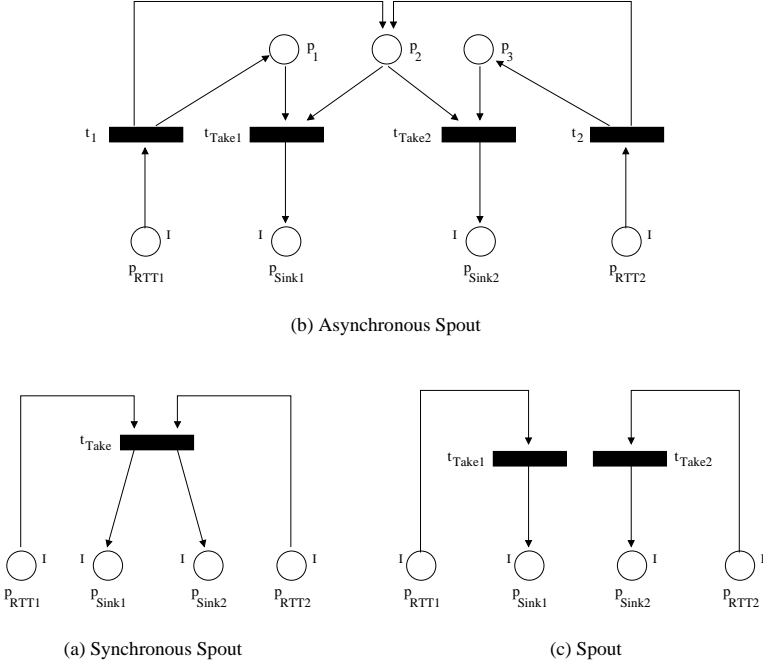 p1
p2
p3
t1
tTake1
tTake2
t2
I
I
I
I
pRTT1
pSink1
pSink2
pRTT2
(b) Asynchronous Spout
tTake
tTake1
tTake2
I
I
I
I
I
I
I
I
pRTT1
pSink1
pSink2
pRTT2
pRTT1
pSink1
pSink2
pRTT2
(a) Synchronous Spout
(c) Spout